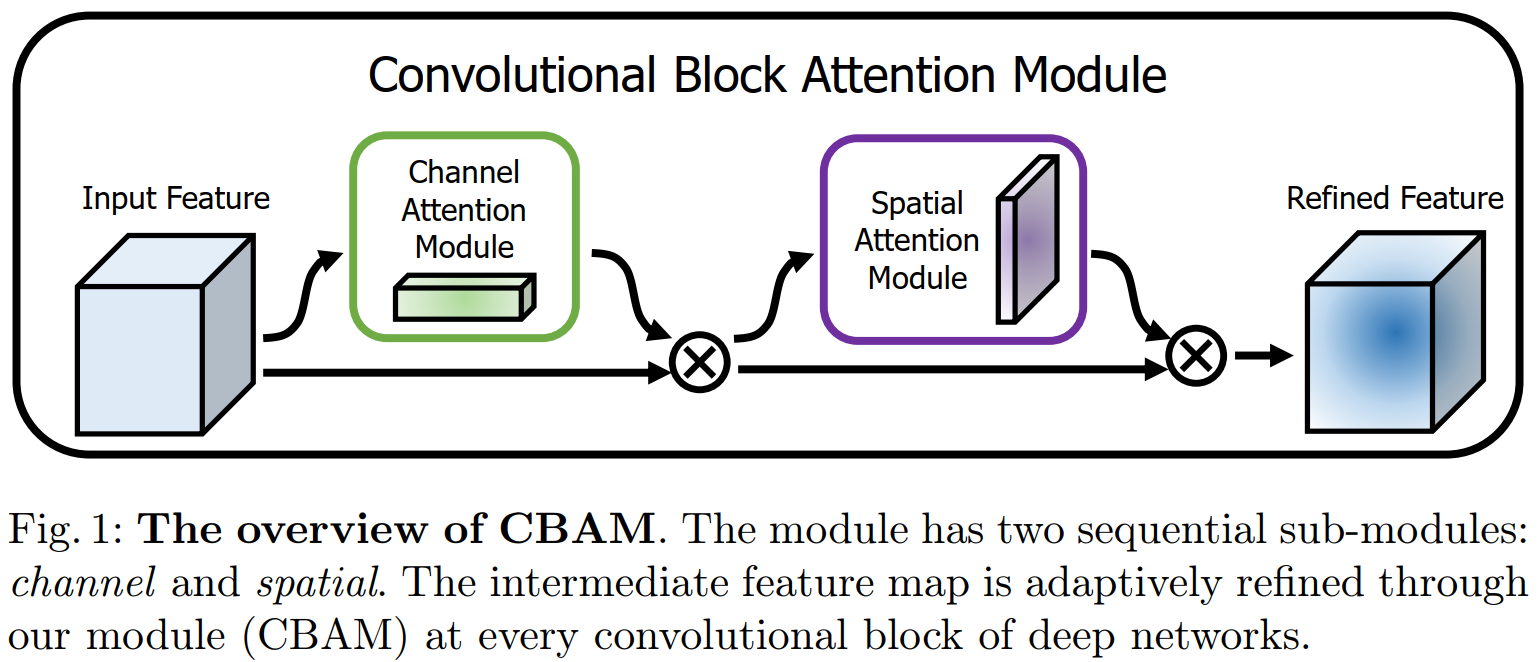 Convolutional Block Attention Module
Input Feature
Channel
Attention
Module
Spatial
Attention
Module
Refined Feature
Fig. 1: The overview of CBAM. The module has two sequential sub-modules:
channel and spatial. The intermediate feature map is adaptively refined through
our module (CBAM) at every convolutional block of deep networks.